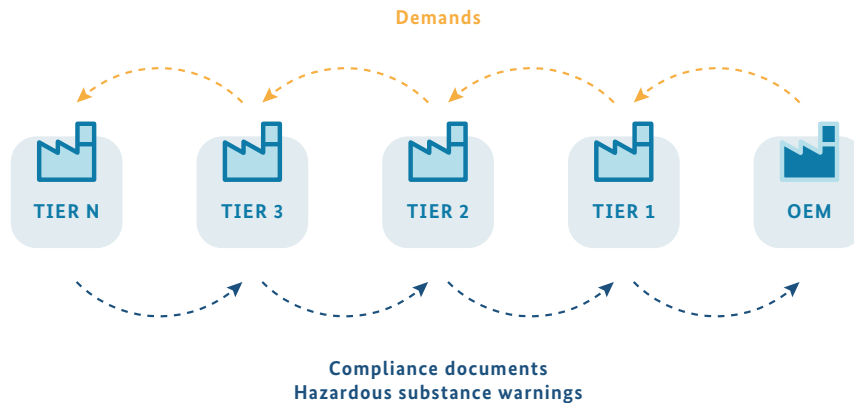 Demands
TIER N
TIER 3
TIER 2
TIER 1
OEM
Compliance documents
Hazardous substance warnings